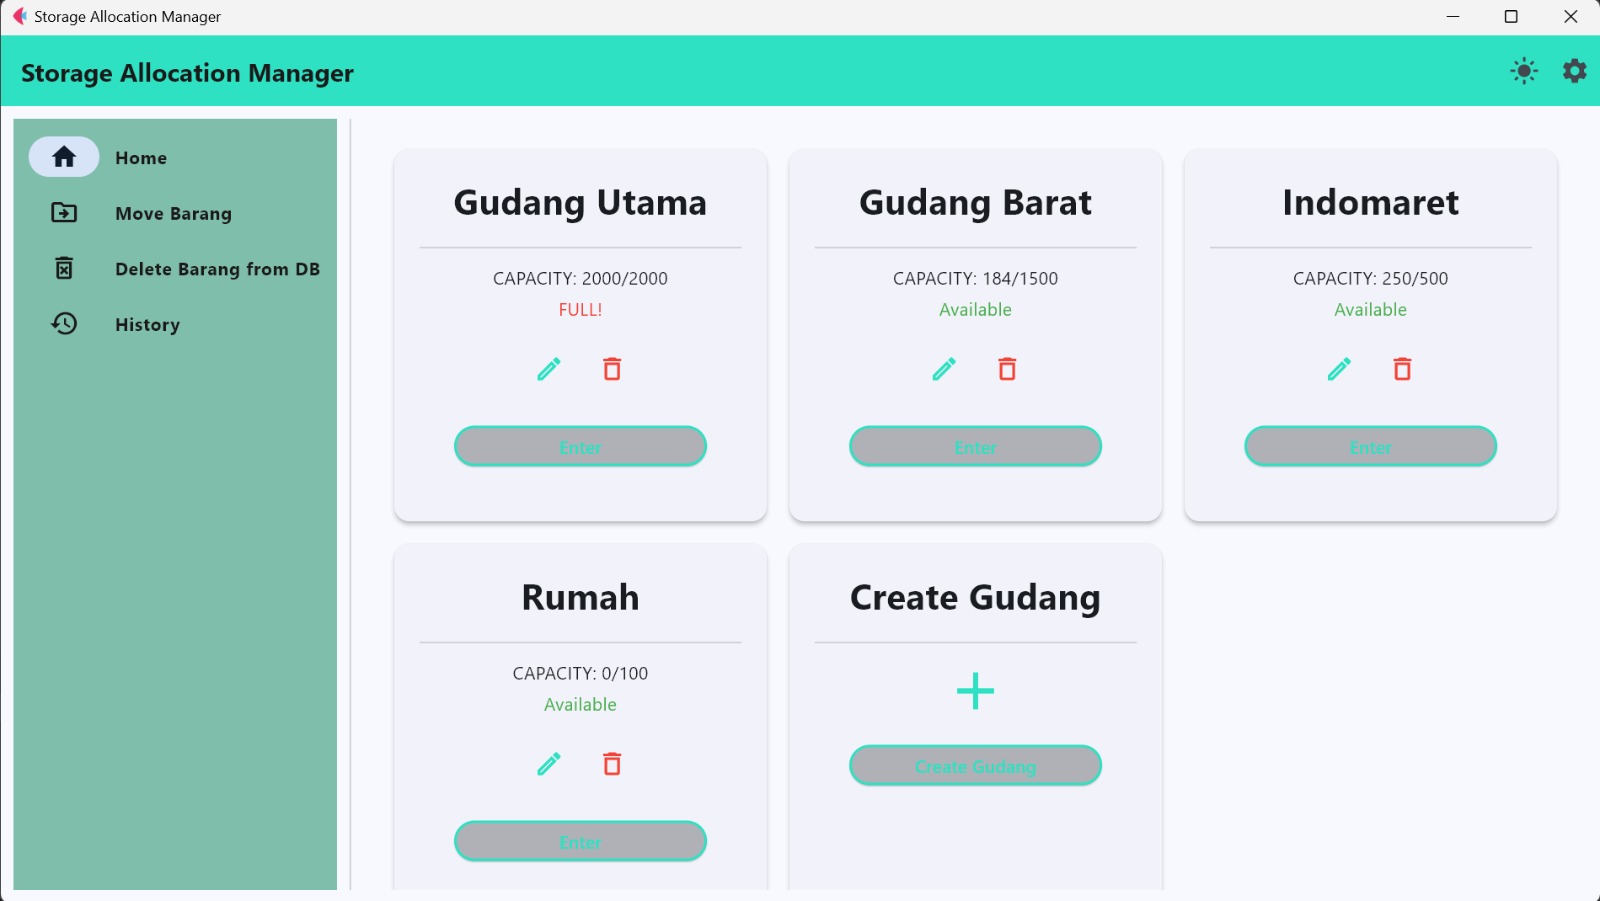 Storage Allocation Manager
Storage Allocation Manager
Home
Move Barang
Delete Barang from DB
History
Gudang Utama
CAPACITY: 2000/2000
FULL!
Enter
Gudang Barat
CAPACITY: 184/1500
Available
Enter
Indomaret
CAPACITY: 250/500
Available
Enter
Rumah
CAPACITY: 0/100
Available
Enter
Create Gudang
Create Gudang